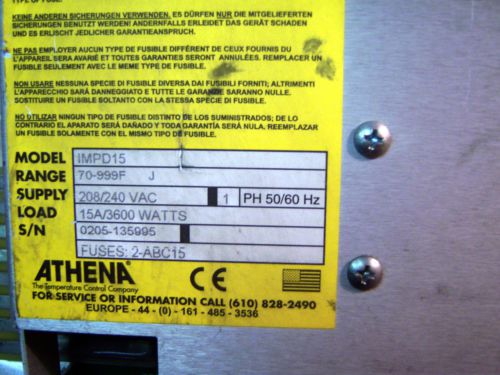 TYPE OF FUSE.
KEINE ANDEREN SICHERUNGEN VERWENDEN. ES DÜRFEN NUR DIE MITGELIEFERTEN
SICHERUNGEN BENUTZT WERDEN ANDERENFALLS ERLEIDET DAS GERÄT SCHADEN
UND ES ERLISCHT JEDLICHER GARANTIEANSPRUCH.
NE PAS EMPLOYER AUCUN TYPE DE FUSIBLE DIFFÉRENT DE CEUX FOURNIS DU
L'APPAREIL SERA AVARIÉ ET TOUTES GARANTIES SERONT ANNULÉES. REMPLACER UN
FUSIBLE SEULEMENT AVEC LE MEME TYPE DE FUSIBLE.
NON USARE NESSUNA SPECIE DI FUSIBILE DIVERSA DAI FUSIBILI FORNITI; ALTRIMENTI
L'APPARECCHIO SARÀ DANNEGGIATO E TUTTE LE GARANZIE SARANNO NULLE.
SOSTITUIRE UN FUSIBILE SOLTANTO CON LA STESSA SPECIE DI FUSIBILE.
NO UTILIZAR NINGUN TIPO DE FUSIBLE DISTINTO DE LOS SUMINISTRADOS; DE LO
CONTRARIO EL APARATO SERÁ DAÑADO Y TODA GARANTÍA SERÁ NULA. REEMPLAZAR
UN FUSIBLE SOLAMENTE CON EL MISMO TIPO DE FUSIBLE.
MODEL IMPD15
RANGE 70-999F J
SUPPLY 208/240 VAC 1 PH 50/60 Hz
LOAD 15A/3600 WATTS
S/N 0205-135995
FUSES: 2-ABC15
ATHENA CE
The Temperature Control Company
FOR SERVICE OR INFORMATION CALL (610) 828-2490
EUROPE - 44 - (0) - 161 - 485 - 3536